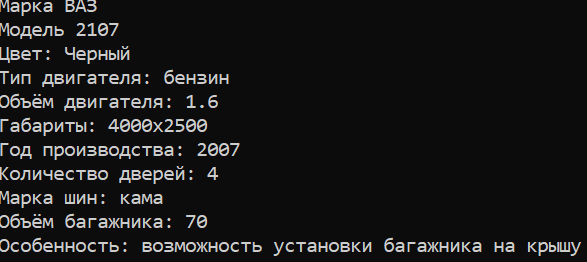 Марка ВАЗ
Модель 2107
Цвет: Черный
Тип двигателя: бензин
Объём двигателя: 1.6
Габариты: 4000x2500
Год производства: 2007
Количество дверей: 4
Марка шин: кама
Объём багажника: 70
Особенность: возможность установки багажника на крышу